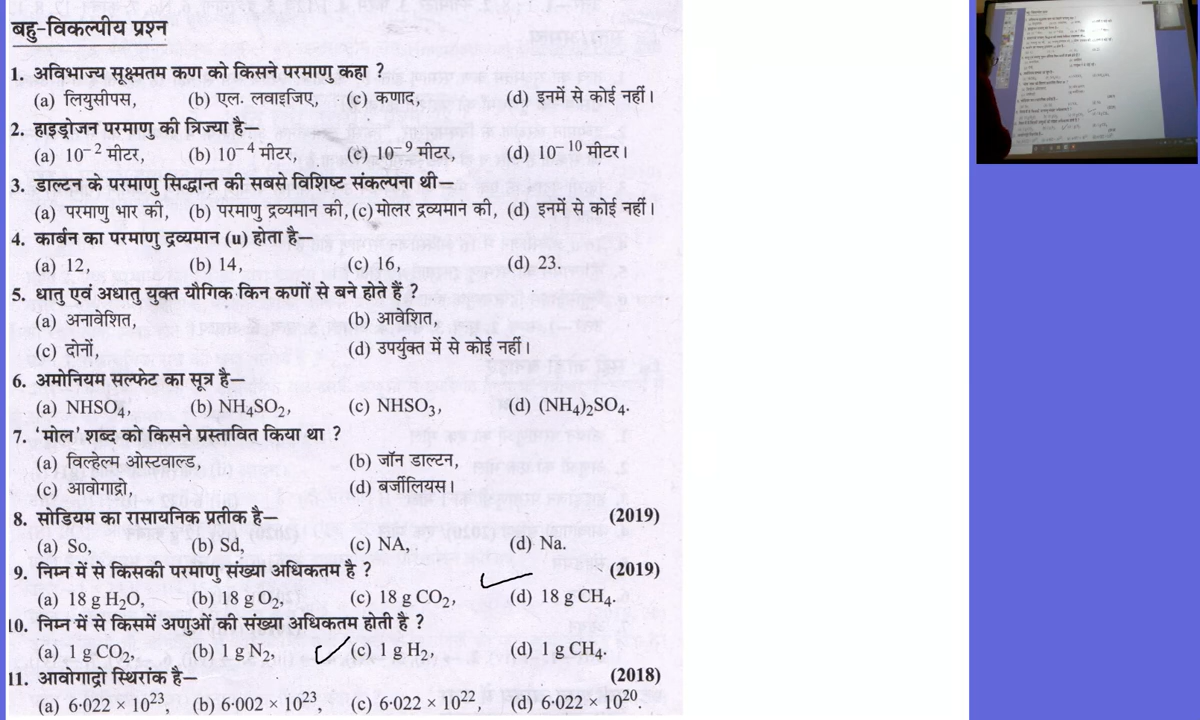 बहु-विकल्पीय प्रश्न
1. अविभाज्य सूक्ष्मतम कण को किसने परमाणु कहा ?
(a) लियुसीपस, (b) एल. लवाइजिए, (c) कणाद, (d) इनमें से कोई नहीं।
2. हाइड्रोजन परमाणु की त्रिज्या है—
(a) 10⁻² मीटर, (b) 10⁻⁴ मीटर, (c) 10⁻⁹ मीटर, (d) 10⁻¹⁰ मीटर।
3. डाल्टन के परमाणु सिद्धान्त की सबसे विशिष्ट संकल्पना थी—
(a) परमाणु भार की, (b) परमाणु द्रव्यमान की, (c) मोलर द्रव्यमान की, (d) इनमें से कोई नहीं।
4. कार्बन का परमाणु द्रव्यमान (u) होता है—
(a) 12, (b) 14, (c) 16, (d) 23.
5. धातु एवं अधातु युक्त यौगिक किन कणों से बने होते हैं ?
(a) अनावेशित, (b) आवेशित,
(c) दोनों, (d) उपर्युक्त में से कोई नहीं।
6. अमोनियम सल्फेट का सूत्र है—
(a) NHSO₄, (b) NH₄SO₂, (c) NHSO₃, (d) (NH₄)₂SO₄.
7. ‘मोल’ शब्द को किसने प्रस्तावित किया था ?
(a) विल्हेल्म ओस्टवाल्ड, (b) जॉन डाल्टन,
(c) आवोगाद्रो, (d) बर्जीलियस।
8. सोडियम का रासायनिक प्रतीक है— (2019)
(a) So, (b) Sd, (c) NA, (d) Na.
9. निम्न में से किसकी परमाणु संख्या अधिकतम है ? (2019)
(a) 18 g H₂O, (b) 18 g O₂, (c) 18 g CO₂, (d) 18 g CH₄.
10. निम्न में से किसमें अणुओं की संख्या अधिकतम होती है ?
(a) 1 g CO₂, (b) 1 g N₂, (c) 1 g H₂, (d) 1 g CH₄.
11. आवोगाद्रो स्थिरांक है— (2018)
(a) 6·022 × 10²³, (b) 6·002 × 10²³, (c) 6·022 × 10²², (d) 6·022 × 10²⁰.